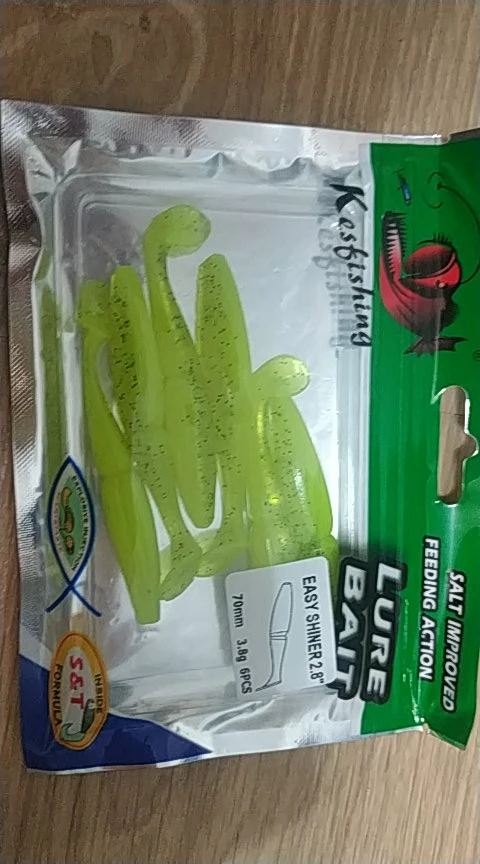 Kesfishing
®
SALT IMPROVED
FEEDING ACTION
LURE
BAIT
EASY SHINER 2.8"
70mm 3.8g 6PCS
INSIDE
S&T
FORMULA